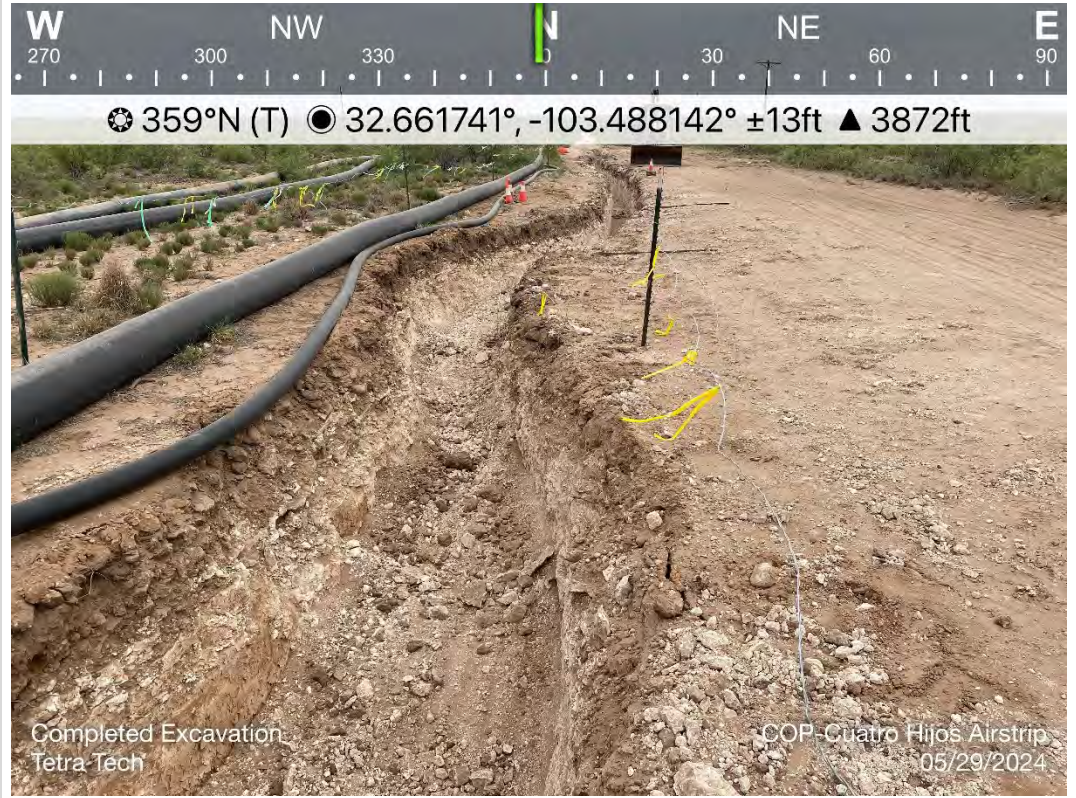 W NW N NE E
270 300 330 0 30 60 90
359°N (T) 32.661741°, -103.488142° ±13ft ▲ 3872ft
Completed Excavation
Tetra Tech
COP-Cuatro Hijos Airstrip
05/29/2024